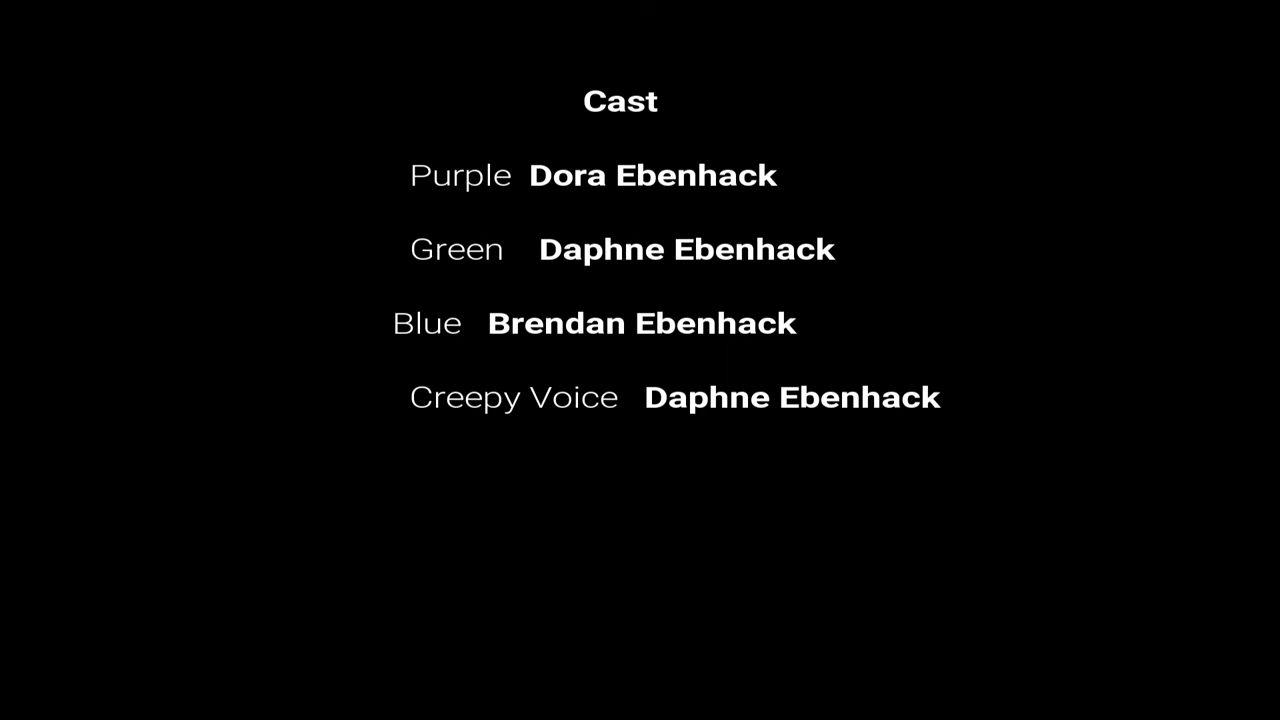 Cast
Purple Dora Ebenhack
Green Daphne Ebenhack
Blue Brendan Ebenhack
Creepy Voice Daphne Ebenhack